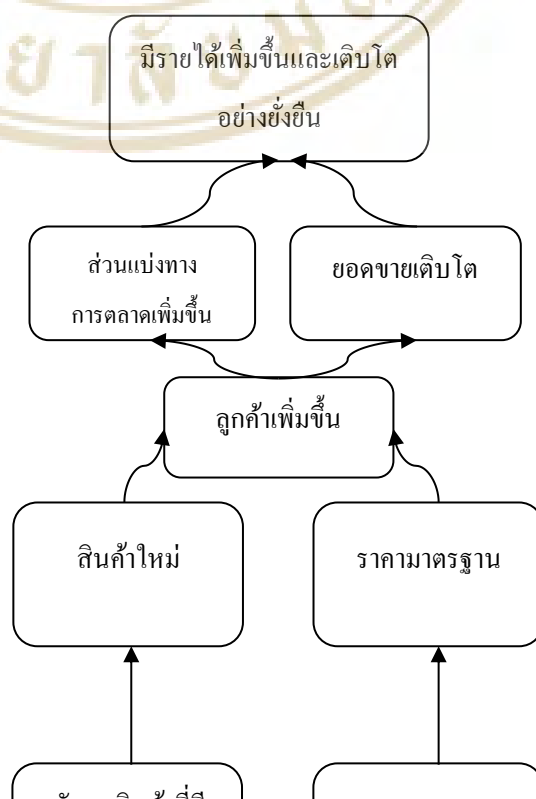 มีรายได้เพิ่มขึ้นและเติบโต
อย่างยั่งยืน
ส่วนแบ่งทาง
การตลาดเพิ่มขึ้น
ยอดขายเติบโต
ลูกค้าเพิ่มขึ้น
สินค้าใหม่
ราคามาตรฐาน